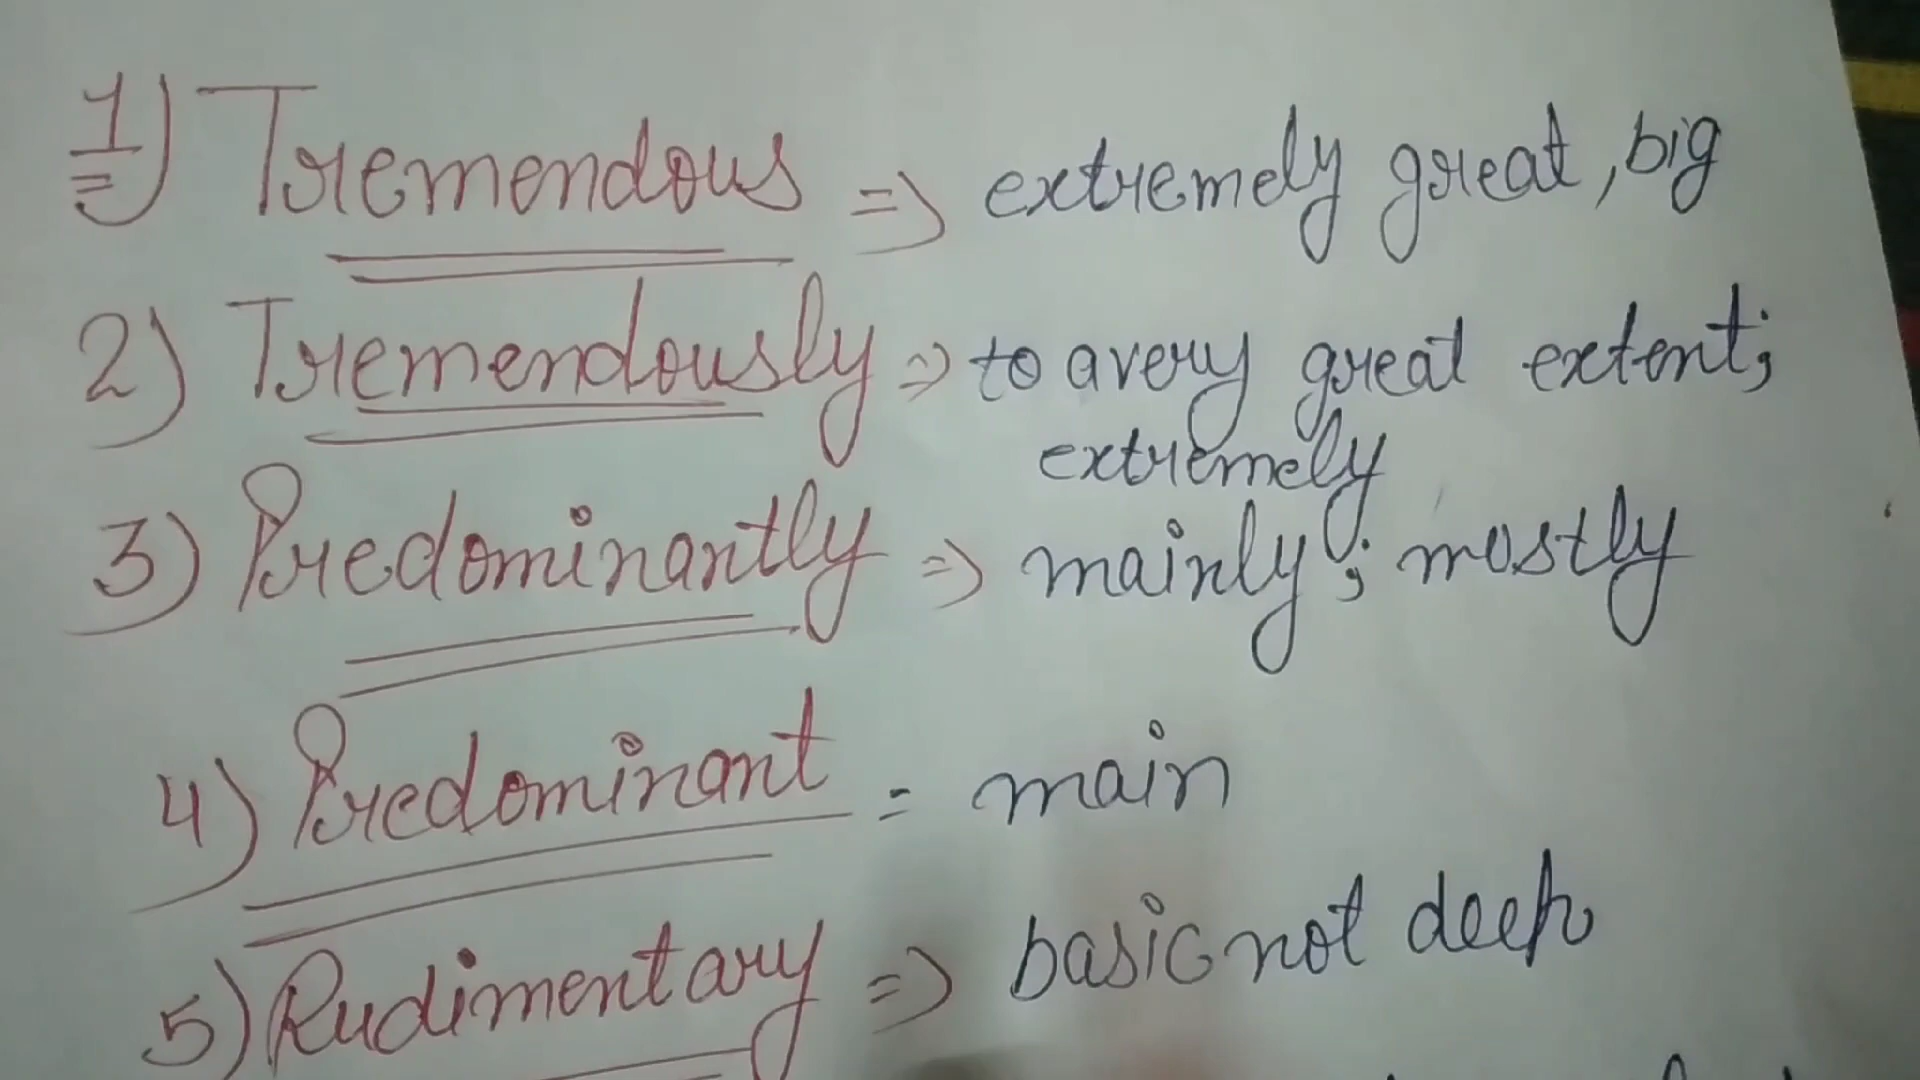 1) Tremendous => extremely great, big
2) Tremendously => to a very great extent;
extremely
3) Predominantly => mainly; mostly
4) Predominant = main
5) Rudimentary => basic not deep